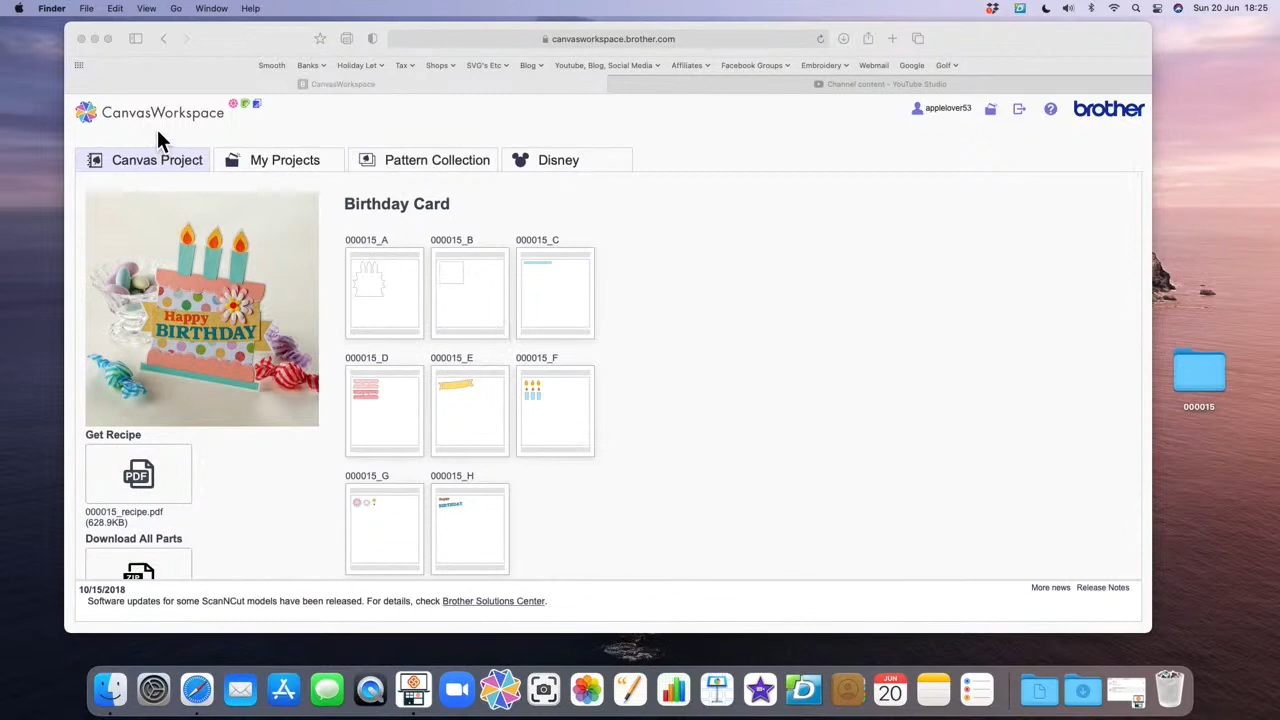 Finder File Edit View Go Window Help Sun 20 Jun 18:25
canvasworkspace.brother.com
Smooth Banks Holiday Let Tax Shops SVG's Etc Blog Youtube, Blog, Social Media Affiliates Facebook Groups Embroidery Webmail Google Golf
CanvasWorkspace Channel content - YouTube Studio
CanvasWorkspace applelover53 brother
Canvas Project My Projects Pattern Collection Disney
Birthday Card
000015_A 000015_B 000015_C
Happy
BIRTHDAY
000015_D 000015_E 000015_F
000015
Get Recipe
PDF
000015_G 000015_H
Happy
BIRTHDAY
000015_recipe.pdf
(628.9KB)
Download All Parts
ZIP
10/15/2018 More news Release Notes
Software updates for some ScanNCut models have been released. For details, check Brother Solutions Center.
JUN
20